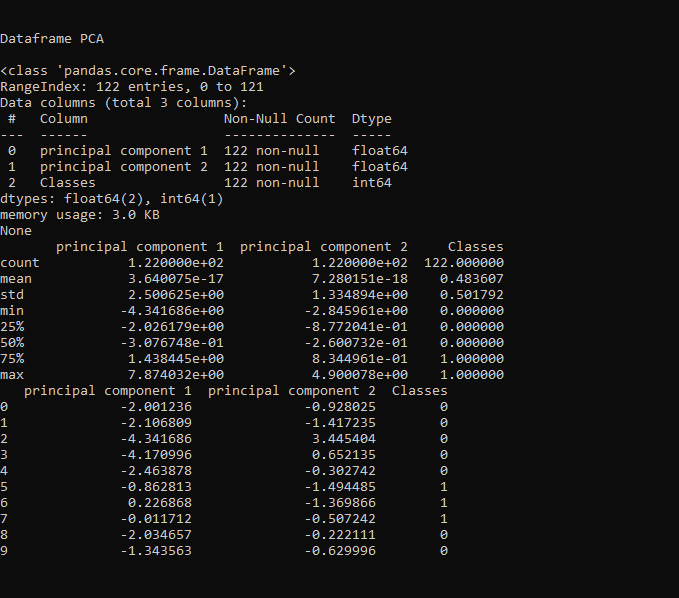 Dataframe PCA
<class 'pandas.core.frame.DataFrame'>
RangeIndex: 122 entries, 0 to 121
Data columns (total 3 columns):
 #   Column                 Non-Null Count  Dtype
---  ------                 --------------  -----
 0   principal component 1  122 non-null    float64
 1   principal component 2  122 non-null    float64
 2   Classes                122 non-null    int64
dtypes: float64(2), int64(1)
memory usage: 3.0 KB
None
       principal component 1  principal component 2     Classes
count           1.220000e+02           1.220000e+02  122.000000
mean            3.640075e-17           7.280151e-18    0.483607
std             2.500625e+00           1.334894e+00    0.501792
min            -4.341686e+00          -2.845961e+00    0.000000
25%            -2.026179e+00          -8.772041e-01    0.000000
50%            -3.076748e-01          -2.600732e-01    0.000000
75%             1.438445e+00           8.344961e-01    1.000000
max             7.874032e+00           4.900078e+00    1.000000
   principal component 1  principal component 2  Classes
0              -2.001236              -0.928025        0
1              -2.106809              -1.417235        0
2              -4.341686               3.445404        0
3              -4.170996               0.652135        0
4              -2.463878              -0.302742        0
5              -0.862813              -1.494485        1
6               0.226868              -1.369866        1
7              -0.011712              -0.507242        1
8              -2.034657              -0.222111        0
9              -1.343563              -0.629996        0